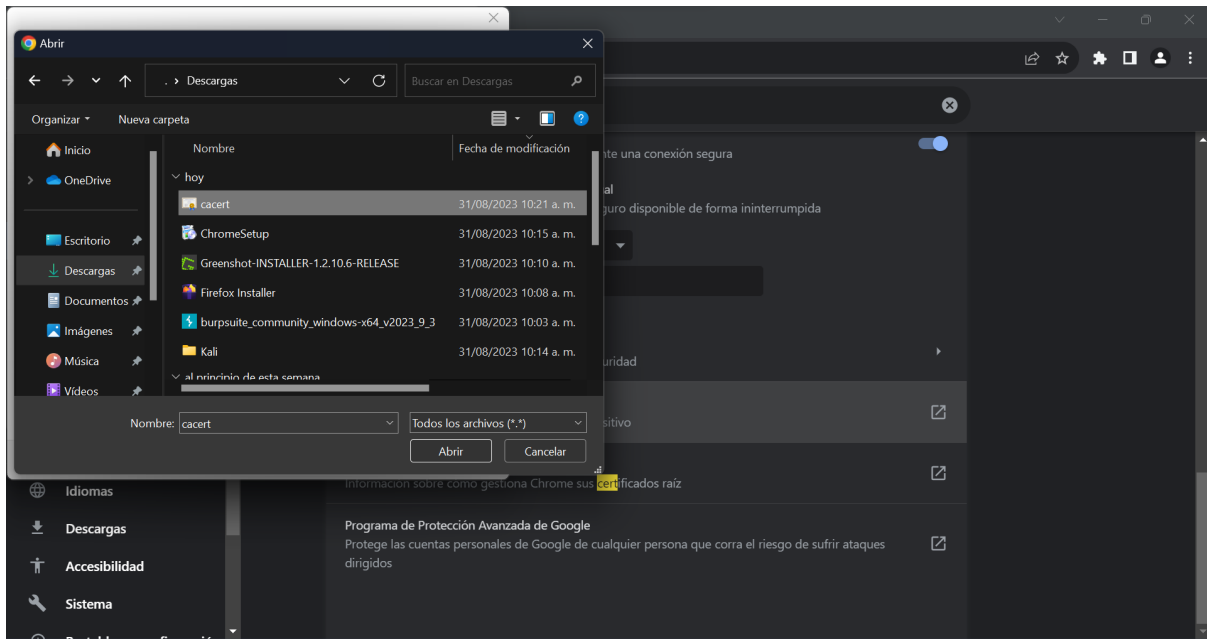 Abrir
. > Descargas
Buscar en Descargas
Organizar
Nueva carpeta
Inicio
OneDrive
Escritorio
Descargas
Documentos
Imágenes
Música
Vídeos
Nombre
Fecha de modificación
hoy
cacert 31/08/2023 10:21 a. m.
ChromeSetup 31/08/2023 10:15 a. m.
Greenshot-INSTALLER-1.2.10.6-RELEASE 31/08/2023 10:10 a. m.
Firefox Installer 31/08/2023 10:08 a. m.
burpsuite_community_windows-x64_v2023_9_3 31/08/2023 10:03 a. m.
Kali 31/08/2023 10:14 a. m.
al principio de esta semana
Nombre: cacert
Todos los archivos (*.*)
Abrir
Cancelar
una conexión segura
disponible de forma ininterrumpida
Información sobre cómo gestiona Chrome sus certificados raíz
Programa de Protección Avanzada de Google
Protege las cuentas personales de Google de cualquier persona que corra el riesgo de sufrir ataques
dirigidos
Idiomas
Descargas
Accesibilidad
Sistema